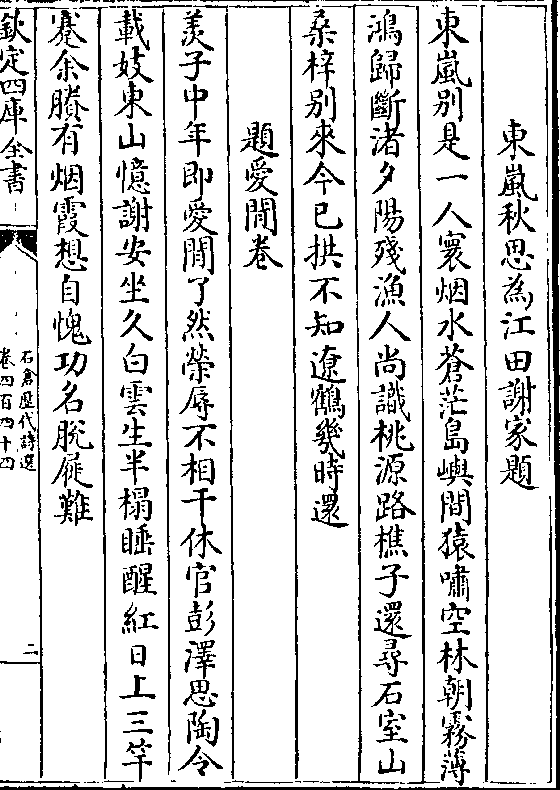 東嵐秋思為江田謝家題
東嵐別是一人寰烟水蒼茫島嶼間猿嘯空林朝霧薄
鴻歸斷渚夕陽殘漁人尚識桃源路樵子還尋石室山
桑梓別來今已拱不知遼鶴幾時還
題愛閒卷
羡子中年即愛閒了然榮辱不相干休官彭澤思陶令
載妓東山憶謝安坐久白雲生半榻睡醒紅日上三竿
蹇余賸有烟霞想自愧功名脫屣難
欽定四庫全書
石倉歷代詩選
卷四百四十四
二